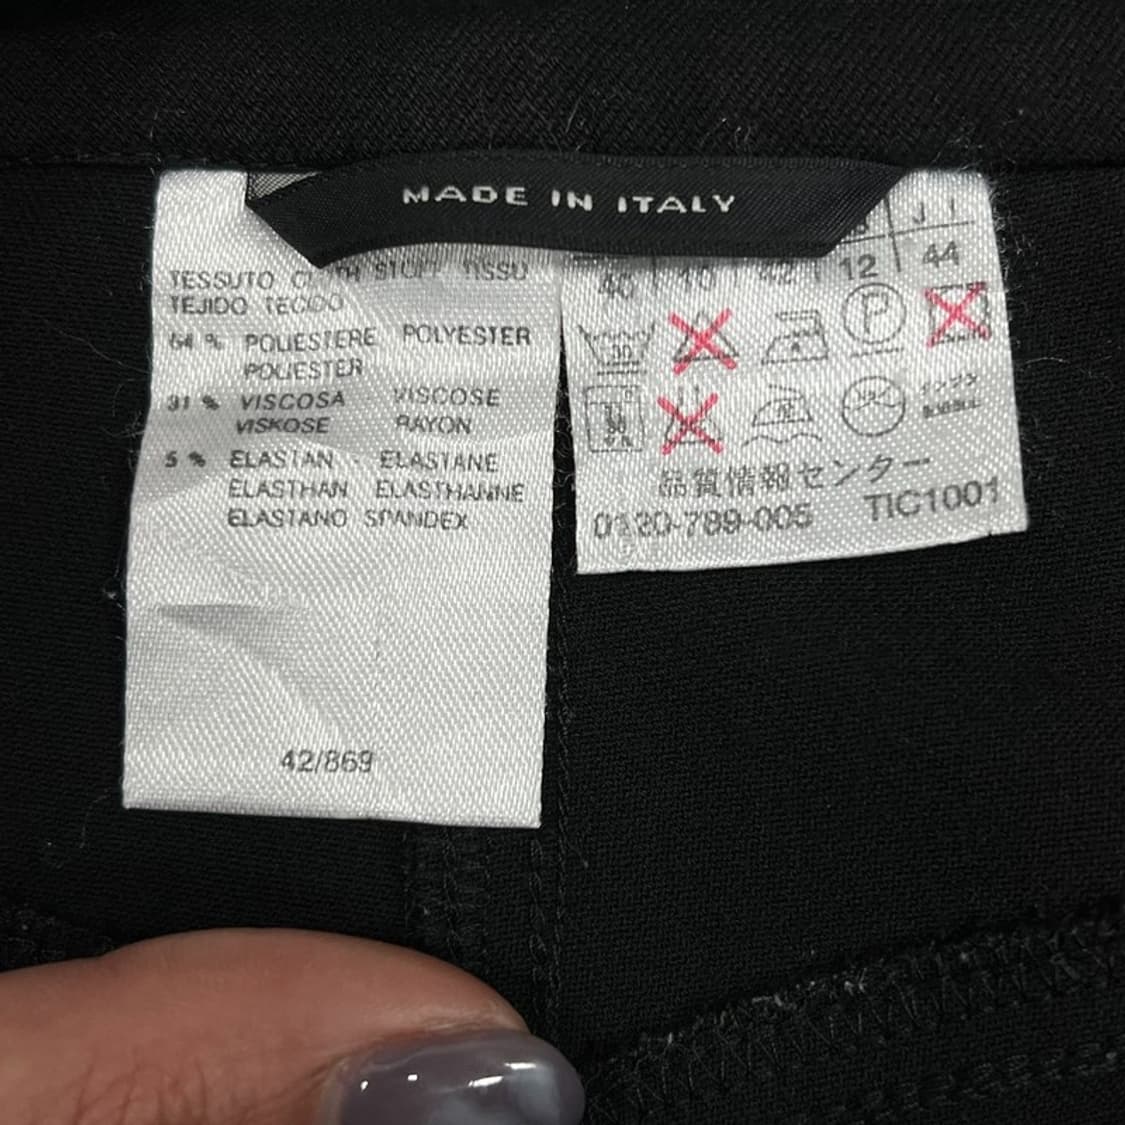 MADE IN ITALY
TESSUTO CLOTH STOFF TISSU
TEJIDO TECIDO
64 % POLIESTERE POLYESTER
POLIESTER
31 % VISCOSA VISCOSE
VISKOSE RAYON
5 % ELASTAN ELASTANE
ELASTHAN ELASTHANNE
ELASTANO SPANDEX
42/869
J I
40 10 42 12 44
30
P
品質情報センター
0120-789-005 TIC1001